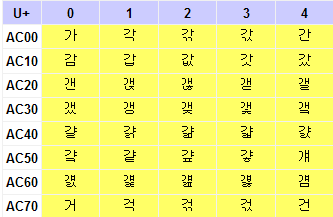 U+ 0 1 2 3 4
AC00 가 각 갂 갃 간
AC10 감 갑 값 갓 갔
AC20 갠 갡 갢 갣 갤
AC30 갰 갱 갲 갳 갴
AC40 걀 걁 걂 걃 걄
AC50 걐 걑 걒 걓 걔
AC60 걠 걡 걢 걣 걤
AC70 거 걱 걲 걳 건